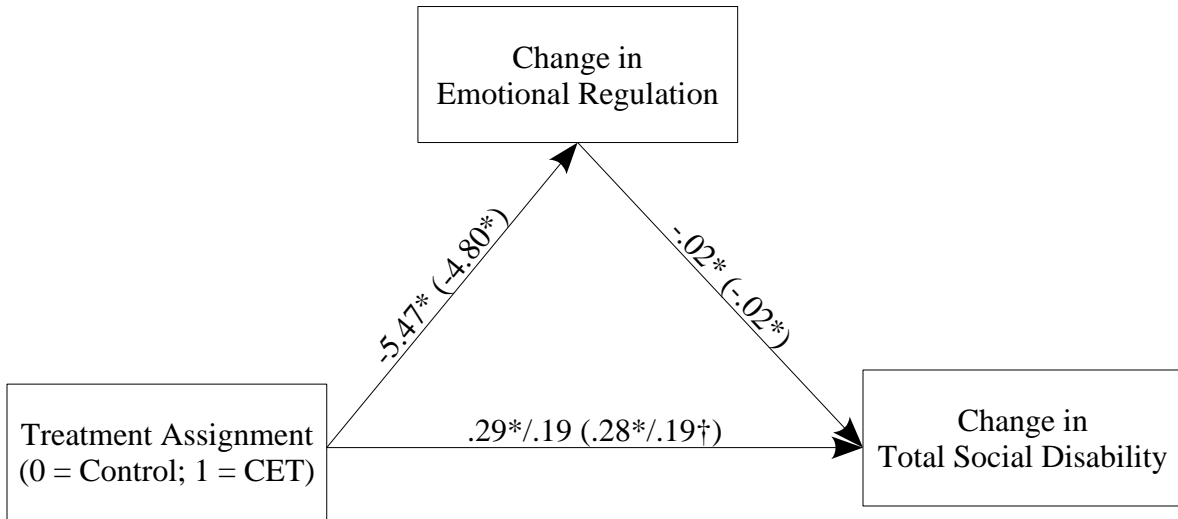 Change in
Emotional Regulation
-5.47* (-4.80*)
-.02* (-.02*)
Treatment Assignment
(0 = Control; 1 = CET)
.29*/.19 (.28*/.19†)
Change in
Total Social Disability